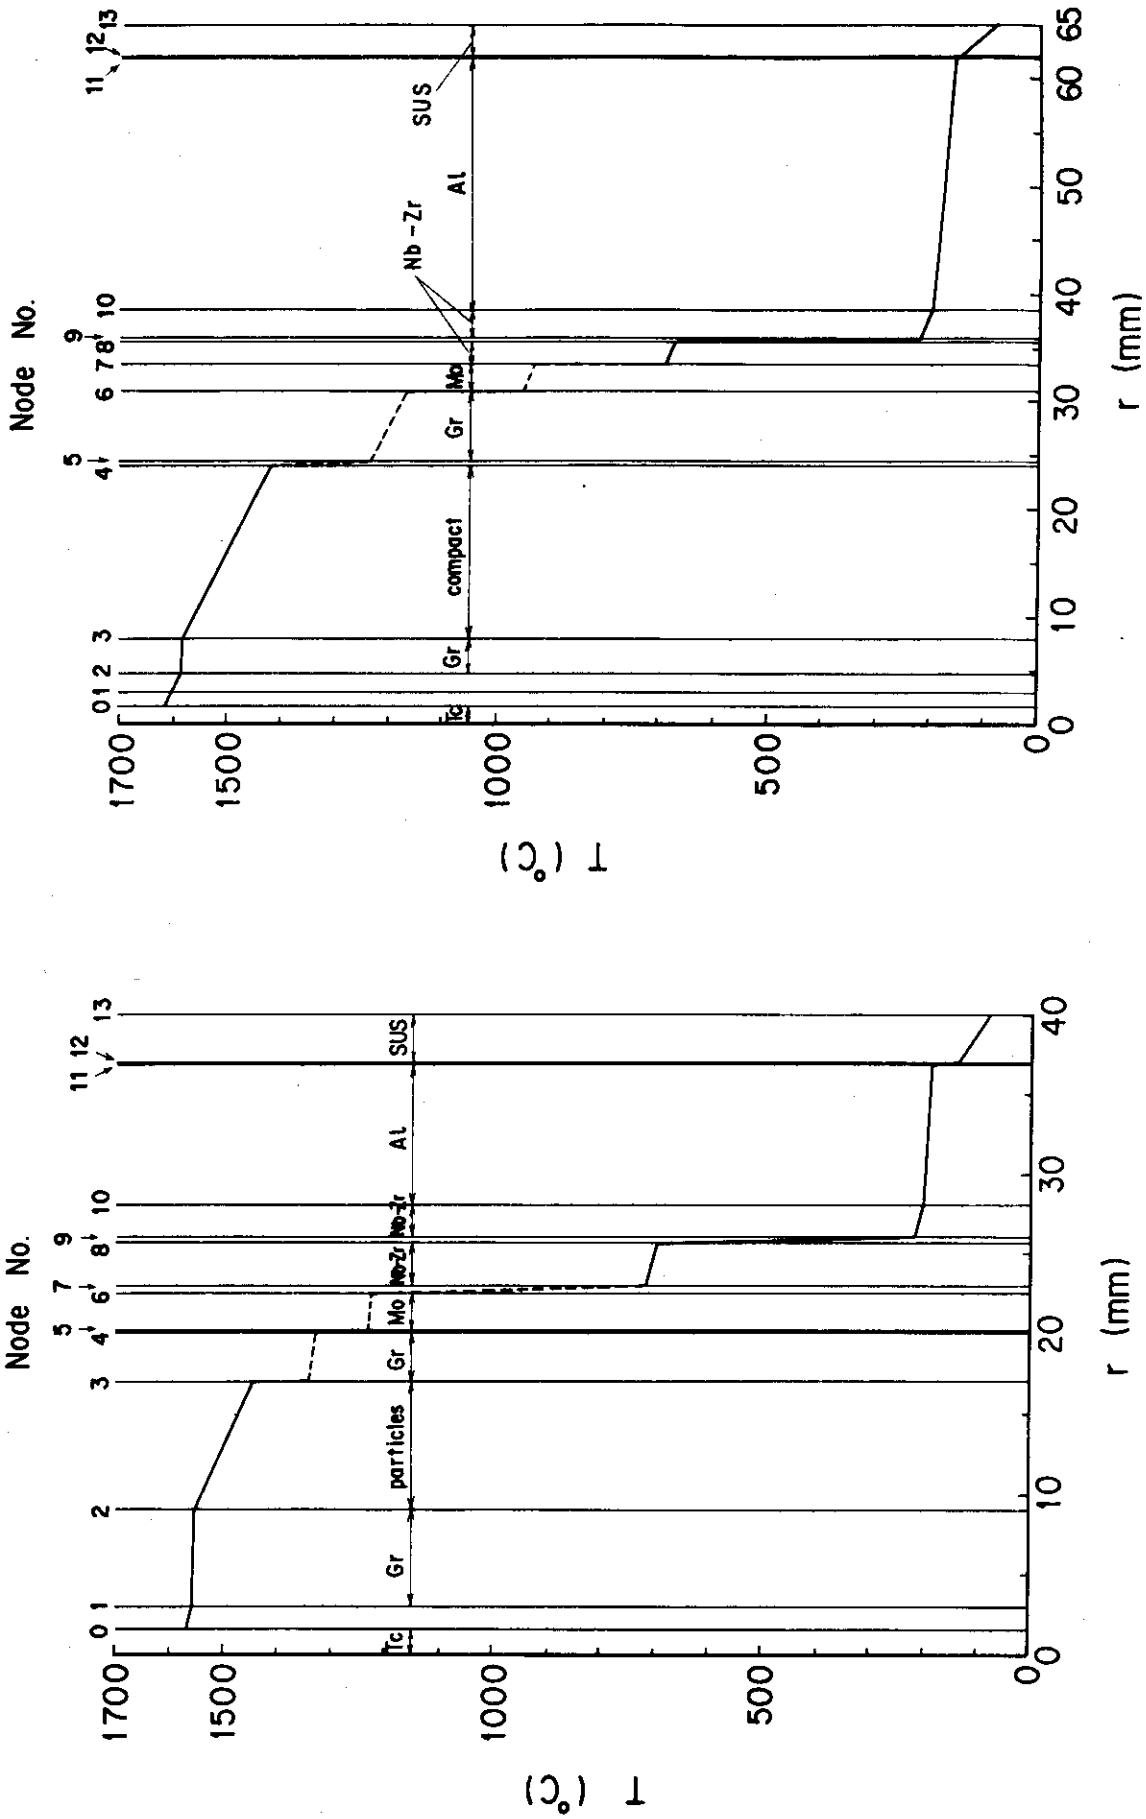 Node No.
0 1 2 3 4 5 6 7 8 9 10 11 12 13
1700
1500
1000
500
0
T (°C)
Tc
Gr
particles
Gr
Mo
Nb-Zr
Nb-Zr
Al
SUS
0 10 20 30 40
r (mm)
Node No.
0 1 2 3 4 5 6 7 8 9 10 11 12 13
1700
1500
1000
500
0
T (°C)
Tc
Gr
compact
Gr
Mo
Nb-Zr
Al
SUS
0 10 20 30 40 50 60 65
r (mm)